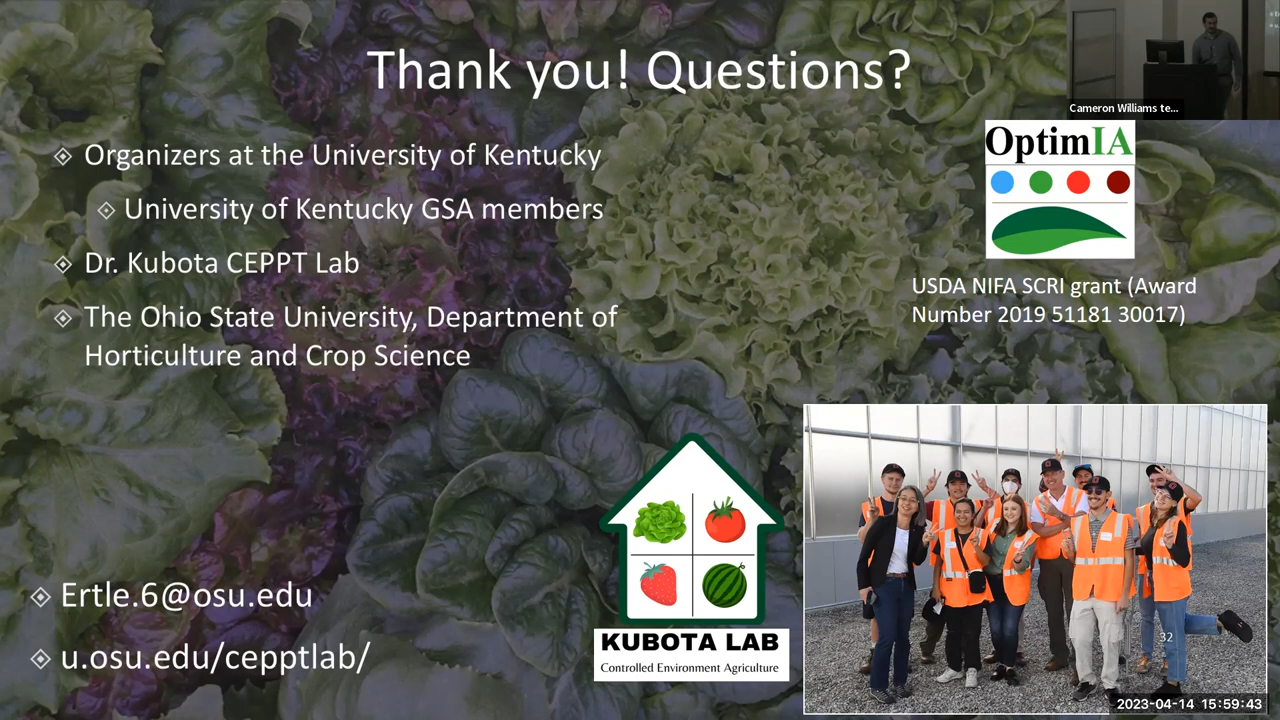 Thank you! Questions?
Cameron Williams te...
Organizers at the University of Kentucky
University of Kentucky GSA members
Dr. Kubota CEPPT Lab
The Ohio State University, Department of
Horticulture and Crop Science
OptimIA
USDA NIFA SCRI grant (Award
Number 2019 51181 30017)
Ertle.6@osu.edu
u.osu.edu/cepptlab/
KUBOTA LAB
Controlled Environment Agriculture
32
2023-04-14 15:59:43